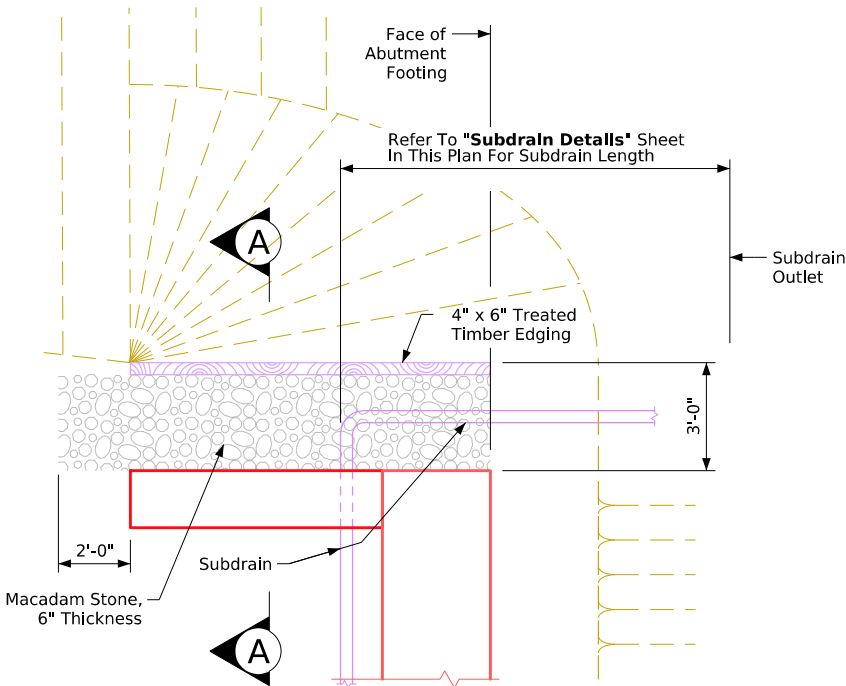 Face of
Abutment
Footing
Refer To "Subdrain Details" Sheet
In This Plan For Subdrain Length
A
Subdrain
Outlet
4" x 6" Treated
Timber Edging
3'-0"
2'-0"
Subdrain
Macadam Stone,
6" Thickness
A